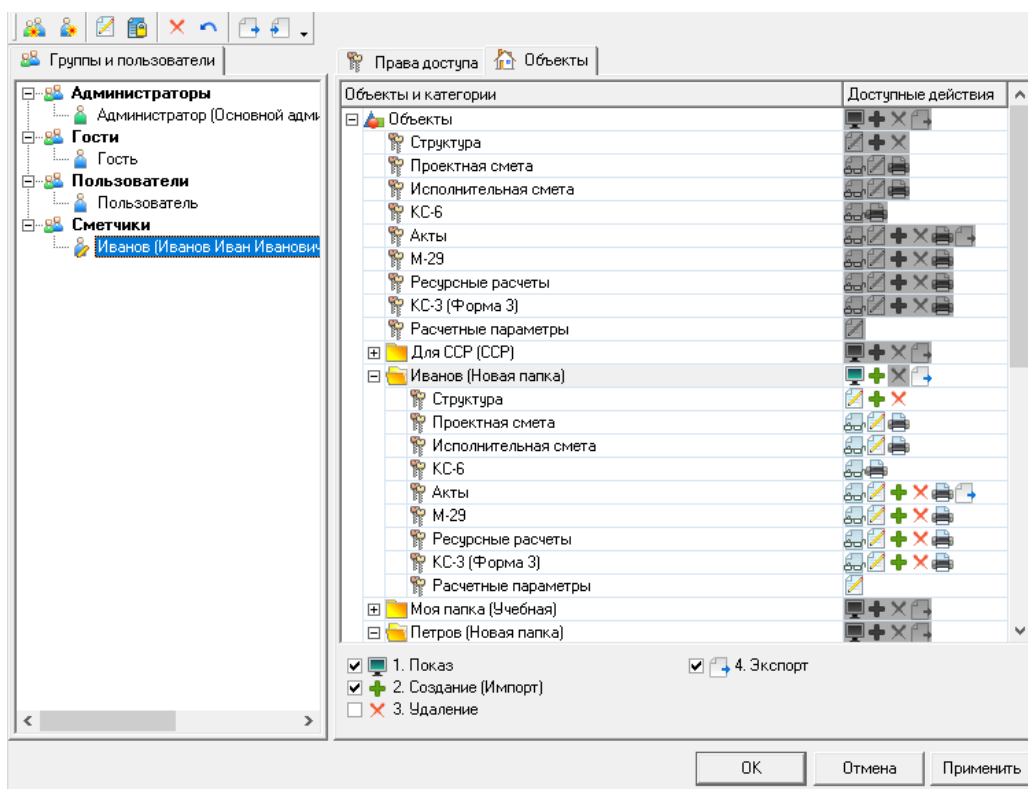 Группы и пользователи
Администраторы
Администратор (Основной адми
Гости
Гость
Пользователи
Пользователь
Сметчики
Иванов (Иванов Иван Иванович
Права доступа
Объекты
Объекты и категории
Доступные действия
Объекты
Структура
Проектная смета
Исполнительная смета
КС-6
Акты
М-29
Ресурсные расчеты
КС-3 (Форма 3)
Расчетные параметры
Для ССР (ССР)
Иванов (Новая папка)
Структура
Проектная смета
Исполнительная смета
КС-6
Акты
М-29
Ресурсные расчеты
КС-3 (Форма 3)
Расчетные параметры
Моя папка (Учебная)
Петров (Новая папка)
1. Показ
4. Экспорт
2. Создание (Импорт)
3. Удаление
OK
Отмена
Применить